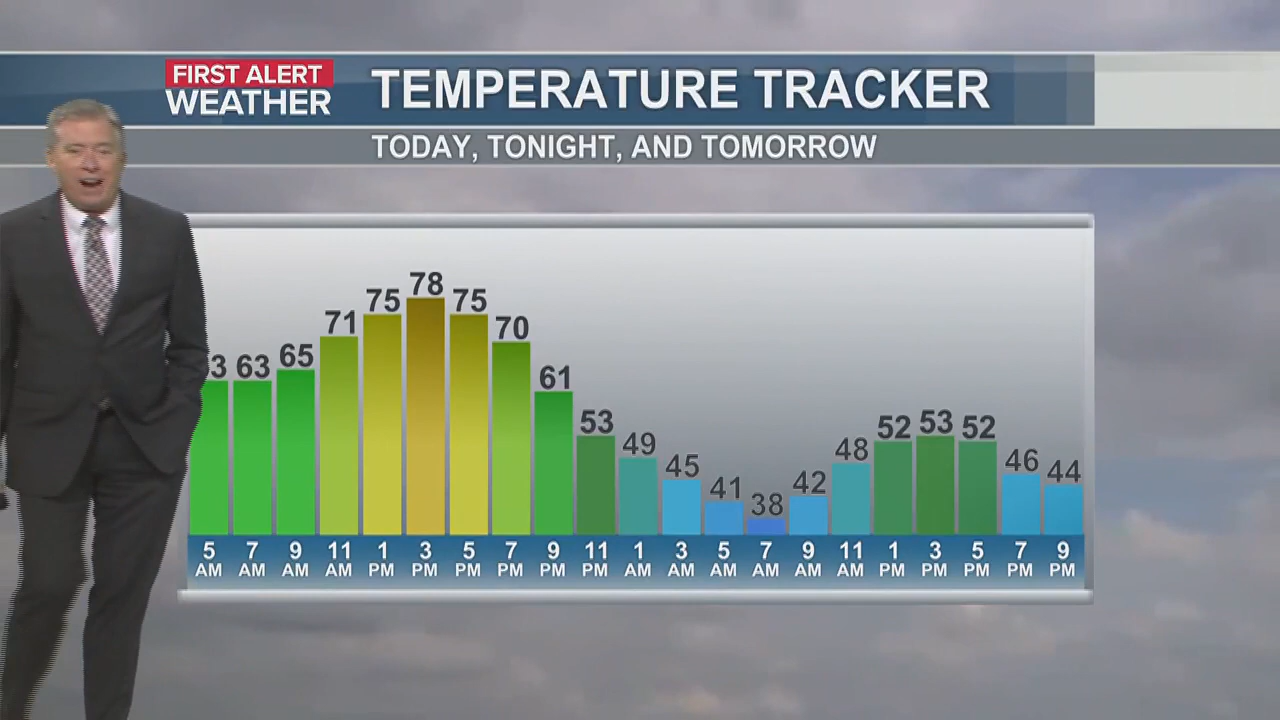 FIRST ALERT
WEATHER
TEMPERATURE TRACKER
TODAY, TONIGHT, AND TOMORROW
3 63 65 71 75 78 75 70 61 53 49 45 41 38 42 48 52 53 52 46 44
5 7 9 11 1 3 5 7 9 11 1 3 5 7 9 11 1 3 5 7 9
AM AM AM AM PM PM PM PM PM PM AM AM AM AM AM AM PM PM PM PM PM